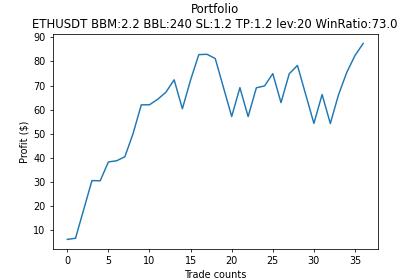 Portfolio
ETHUSDT BBM:2.2 BBL:240 SL:1.2 TP:1.2 lev:20 WinRatio:73.0
90
80
70
60
50
40
30
20
10
Profit ($)
0 5 10 15 20 25 30 35
Trade counts